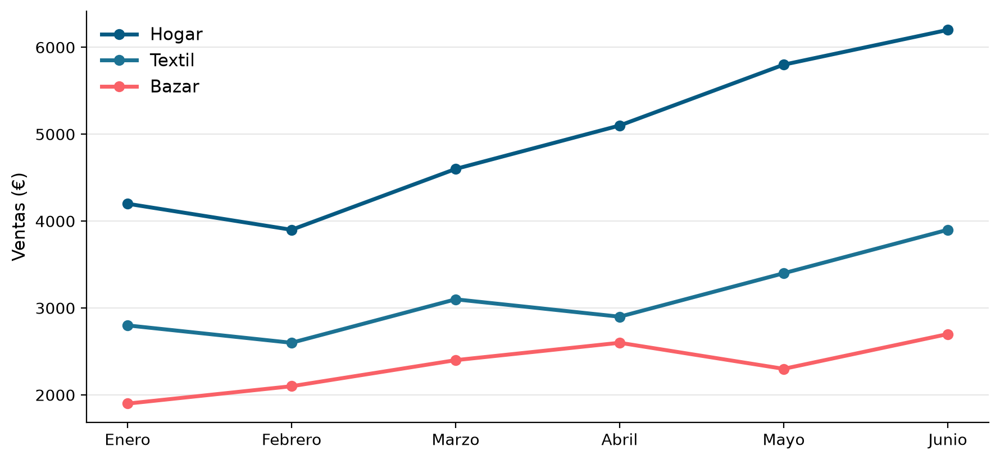 Hogar
Textil
Bazar
Ventas (€)
6000
5000
4000
3000
2000
Enero Febrero Marzo Abril Mayo Junio